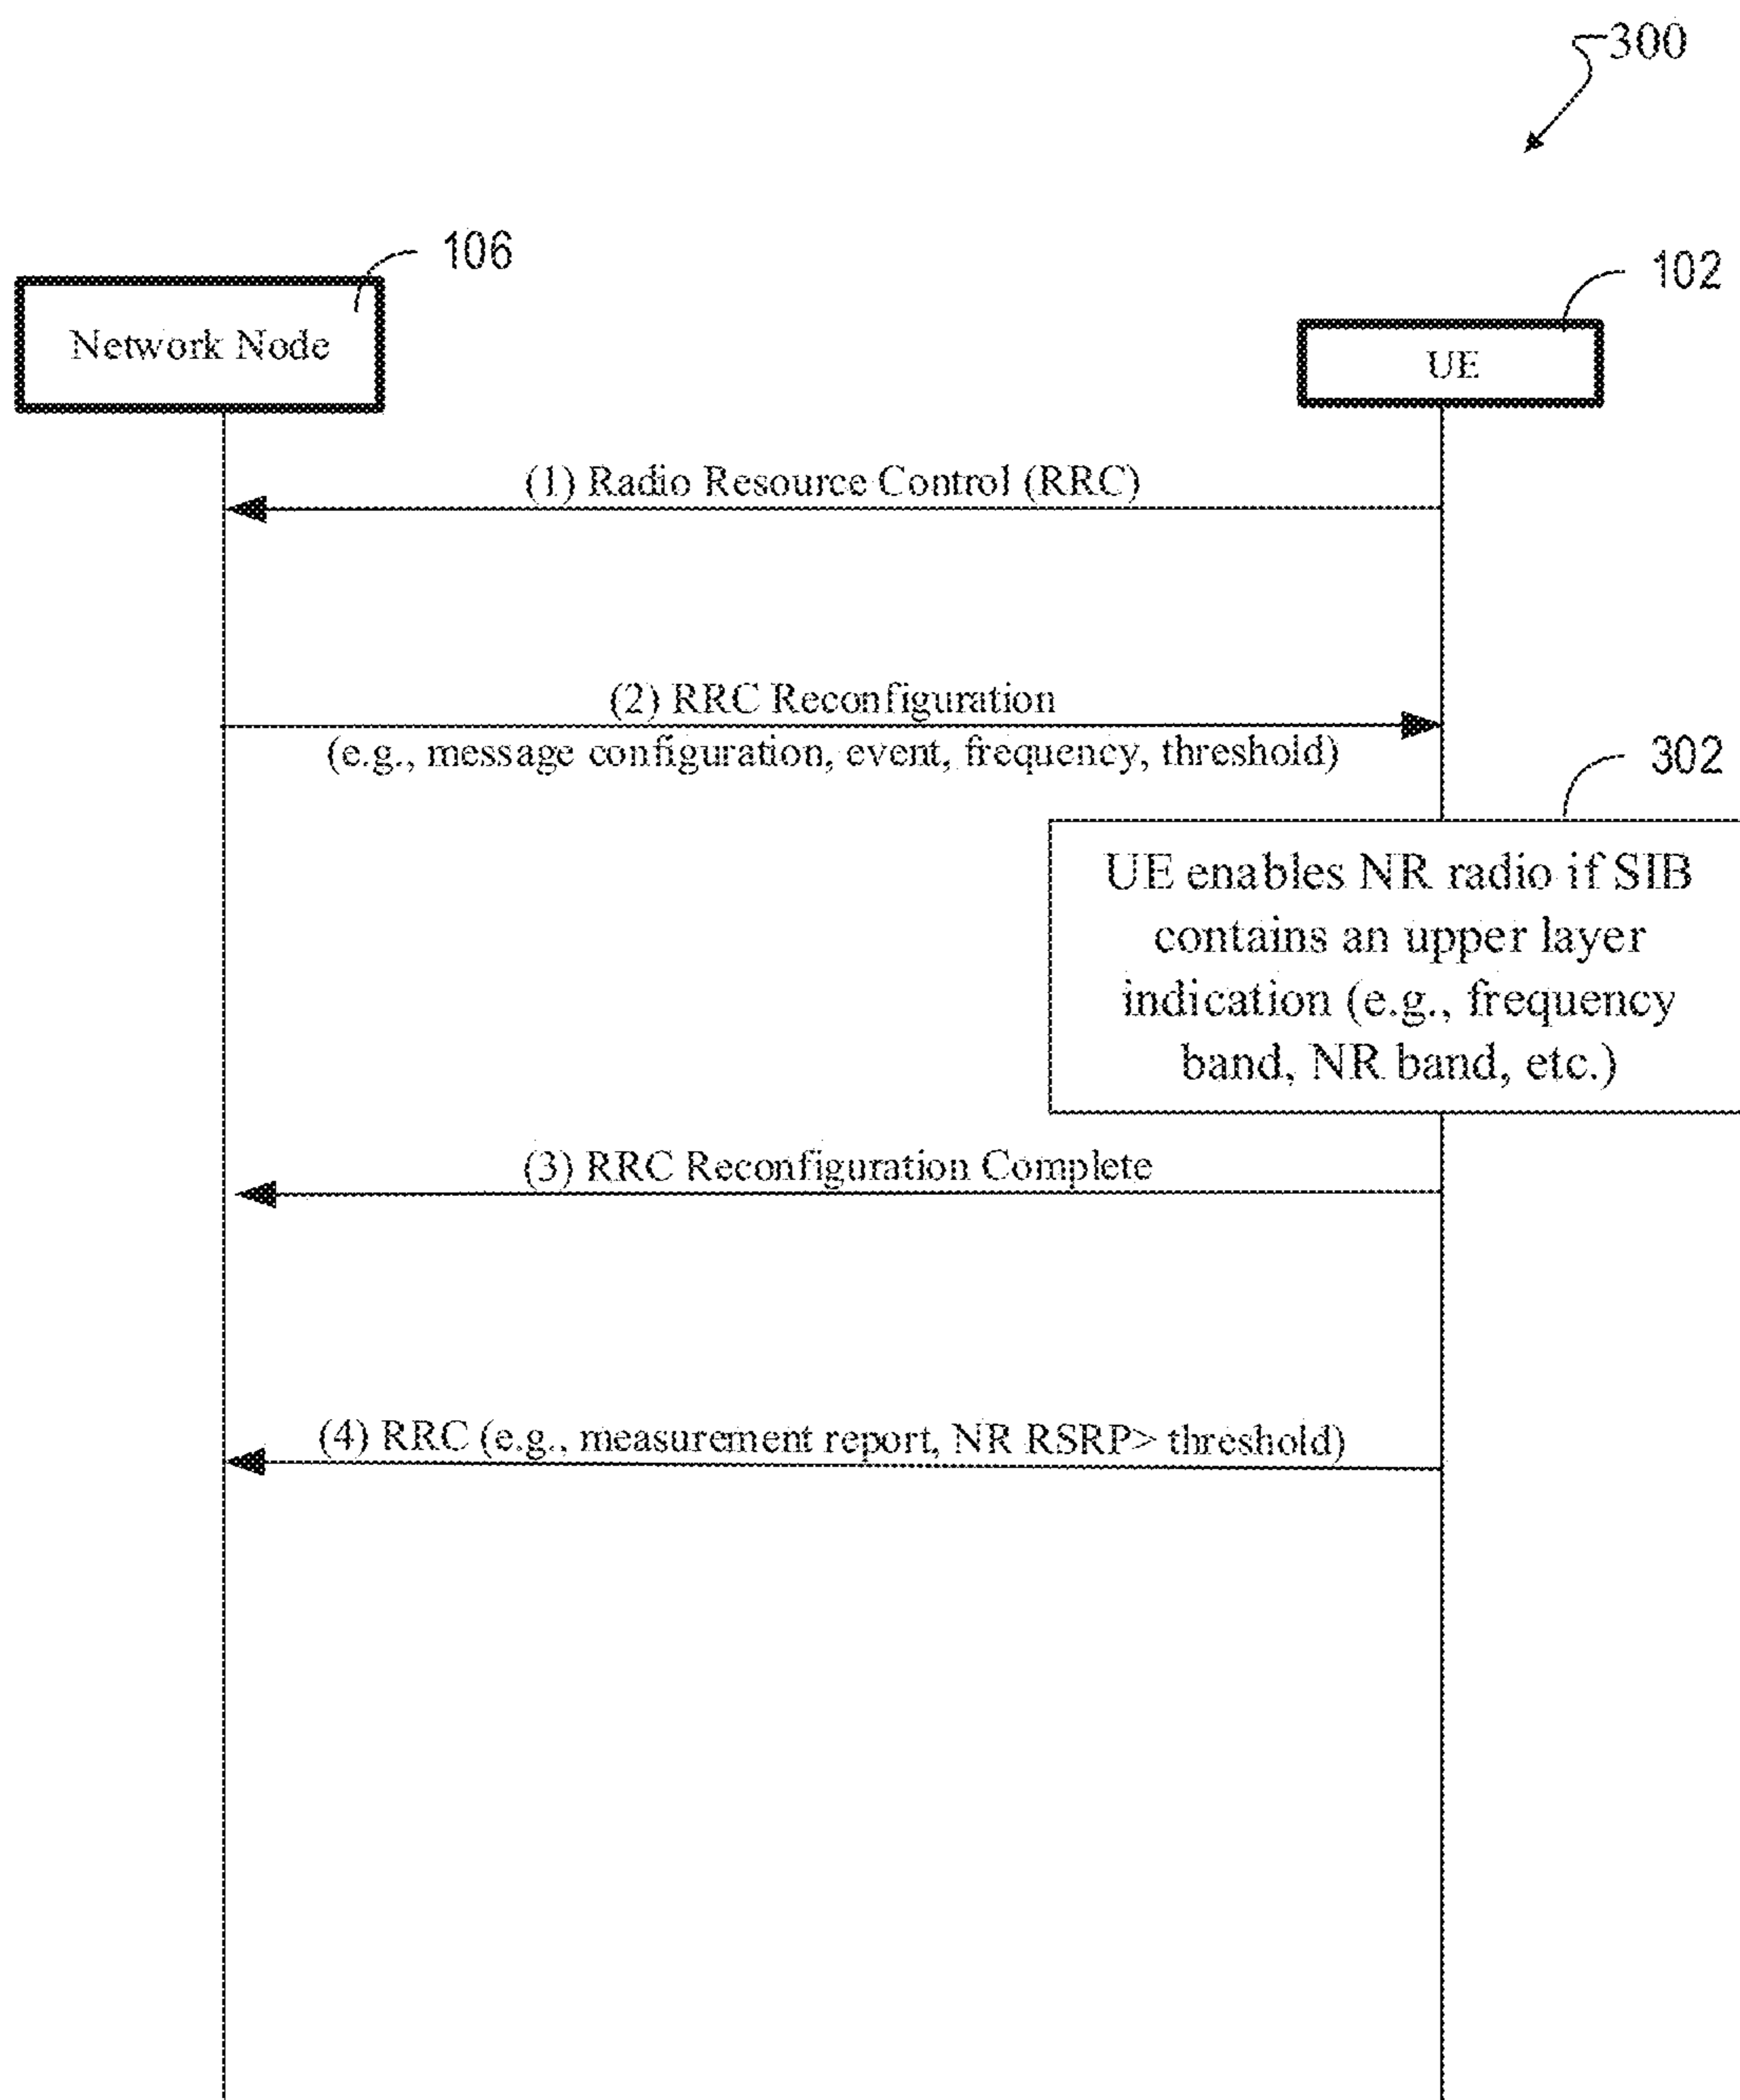 300
106
102
Network Node
UE
(1) Radio Resource Control (RRC)
(2) RRC Reconfiguration
(e.g., message configuration, event, frequency, threshold)
302
UE enables NR radio if SIB
contains an upper layer
indication (e.g., frequency
band, NR band, etc.)
(3) RRC Reconfiguration Complete
(4) RRC (e.g., measurement report, NR RSRP> threshold)